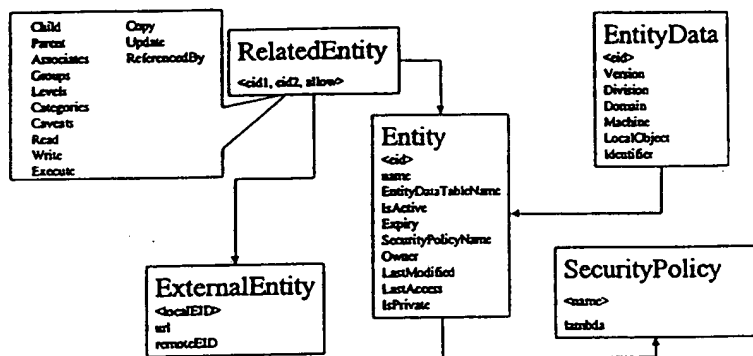 Child Copy
Parent Update
Associates ReferencedBy
Groups
Levels
Categories
Caveats
Read
Write
Execute
RelatedEntity
<eid1, eid2, allow>
EntityData
<eid>
Version
Division
Domain
Machine
LocalObject
Identifier
Entity
<eid>
name
EntityDataTableName
IsActive
Expiry
SecurityPolicyName
Owner
LastModified
LastAccess
IsPrivate
ExternalEntity
<localEID>
url
remoteEID
SecurityPolicy
<name>
lambda